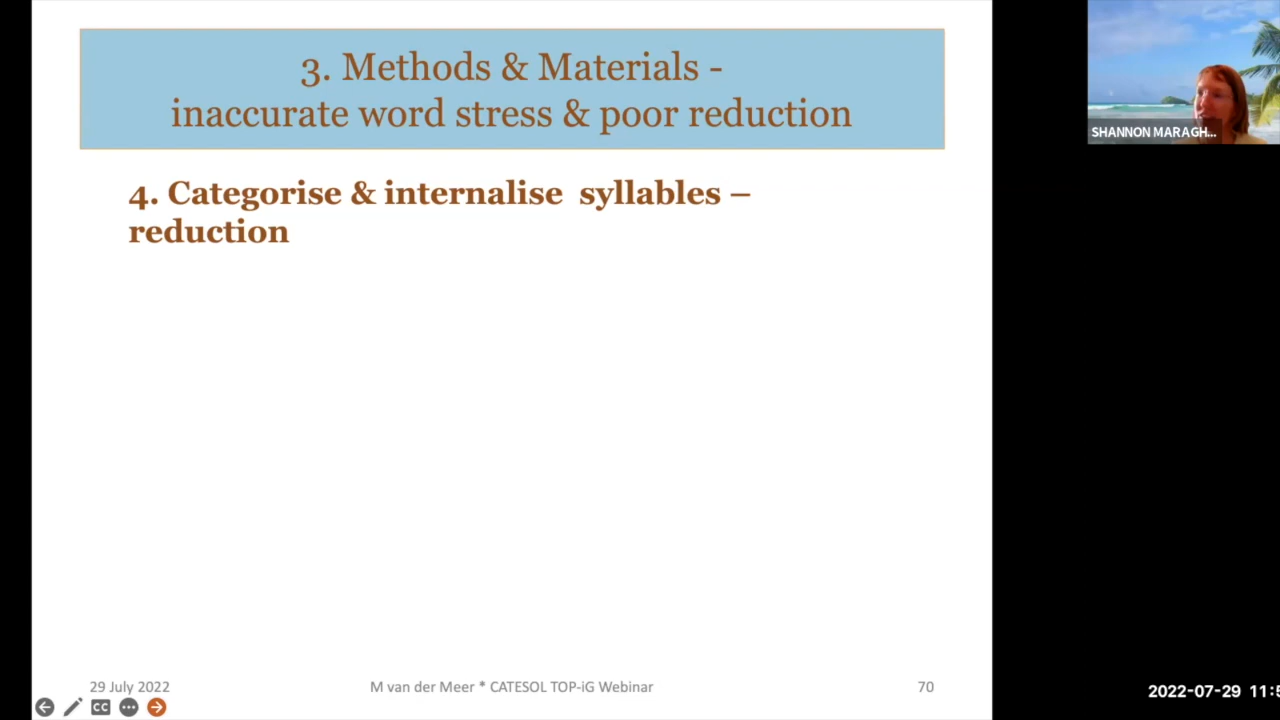 3. Methods & Materials -
inaccurate word stress & poor reduction
SHANNON MARAGH...
4. Categorise & internalise syllables –
reduction
29 July 2022
M van der Meer * CATESOL TOP-iG Webinar
70
CC
2022-07-29 11:5